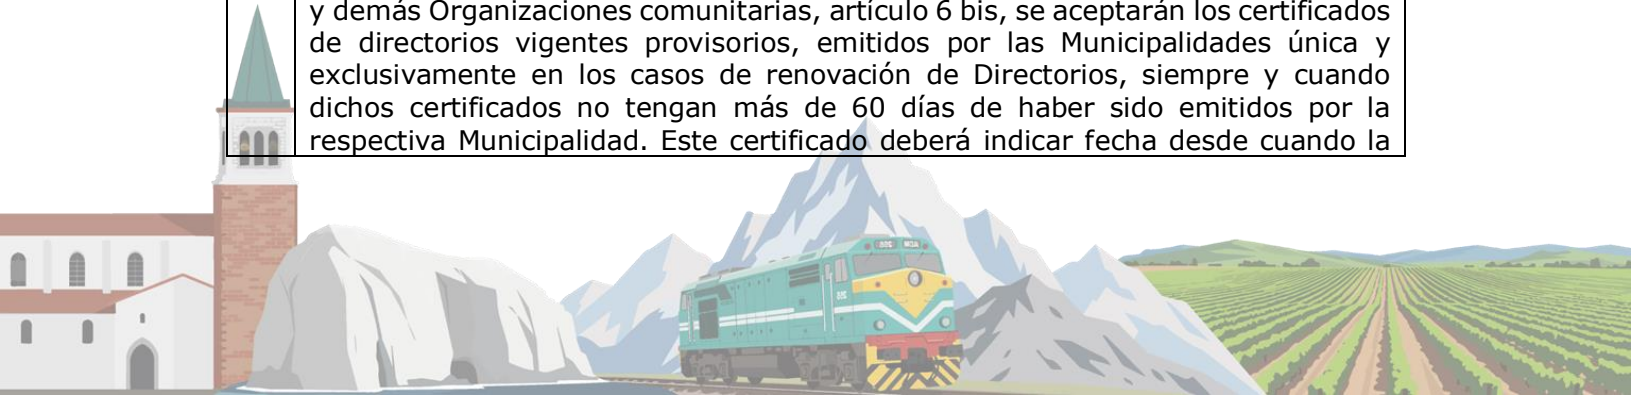 y demás Organizaciones comunitarias, artículo 6 bis, se aceptarán los certificados
de directorios vigentes provisorios, emitidos por las Municipalidades única y
exclusivamente en los casos de renovación de Directorios, siempre y cuando
dichos certificados no tengan más de 60 días de haber sido emitidos por la
respectiva Municipalidad. Este certificado deberá indicar fecha desde cuando la